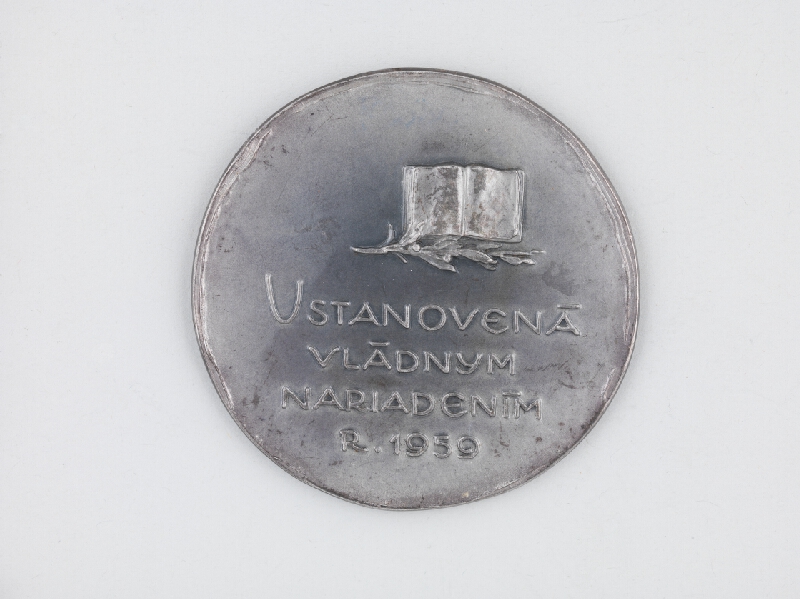 USTANOVENÁ
VLÁDNYM
NARIADENÍM
R. 1959